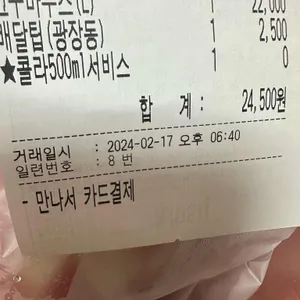 (L) 1 22,000
배달팁 (광장동) 1 2,500
★콜라500ml서비스 1 0
합 계 : 24,500원
거래일시 : 2024-02-17 오후 06:40
일련번호 : 8 번
- 만나서 카드결제